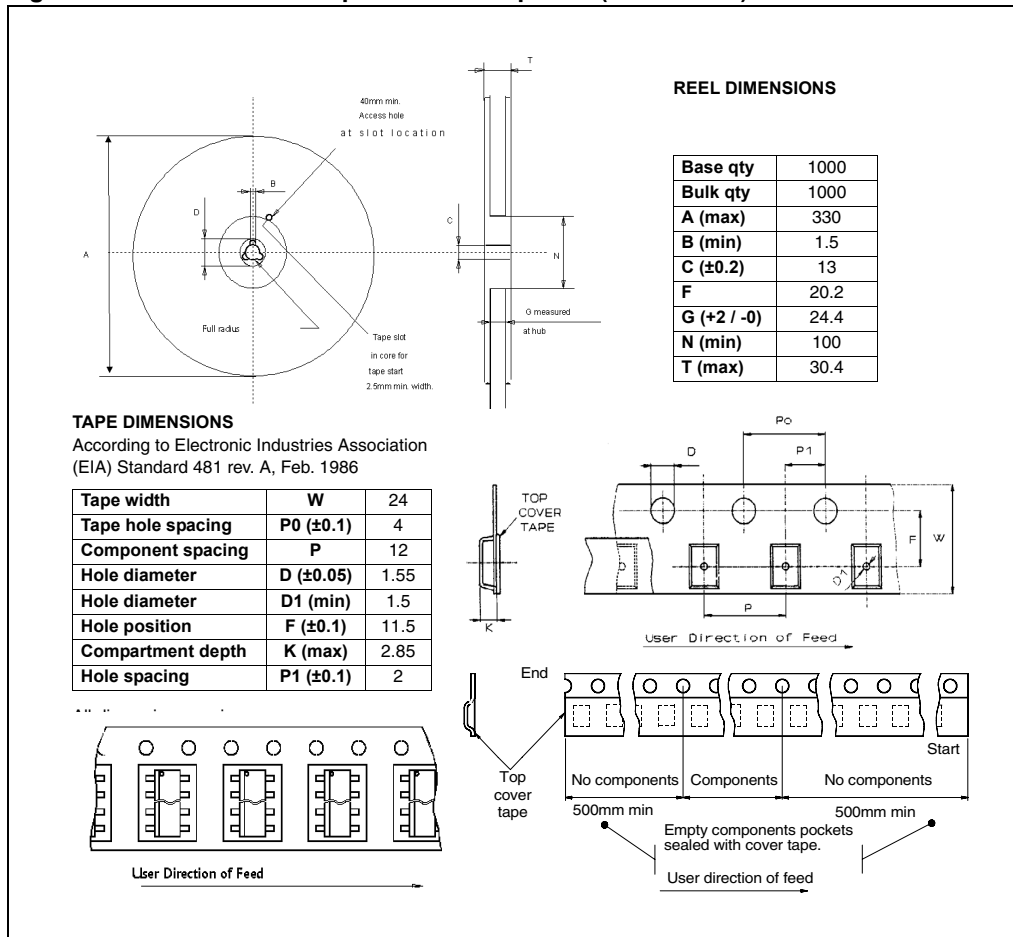 T
40mm min.
Access hole
at slot location
B
D
C
A
N
G measured
at hub
Full radius
Tape slot
in core for
tape start
2.5mm min. width.
REEL DIMENSIONS
Base qty 1000
Bulk qty 1000
A (max) 330
B (min) 1.5
C (±0.2) 13
F 20.2
G (+2 / -0) 24.4
N (min) 100
T (max) 30.4
TAPE DIMENSIONS
According to Electronic Industries Association
(EIA) Standard 481 rev. A, Feb. 1986
Tape width W 24
Tape hole spacing P0 (±0.1) 4
Component spacing P 12
Hole diameter D (±0.05) 1.55
Hole diameter D1 (min) 1.5
Hole position F (±0.1) 11.5
Compartment depth K (max) 2.85
Hole spacing P1 (±0.1) 2
Po
D
P1
TOP
COVER
TAPE
F
W
K
P
User Direction of Feed
End
Start
Top
cover
tape
No components
Components
No components
500mm min
500mm min
Empty components pockets
sealed with cover tape.
User direction of feed
User Direction of Feed